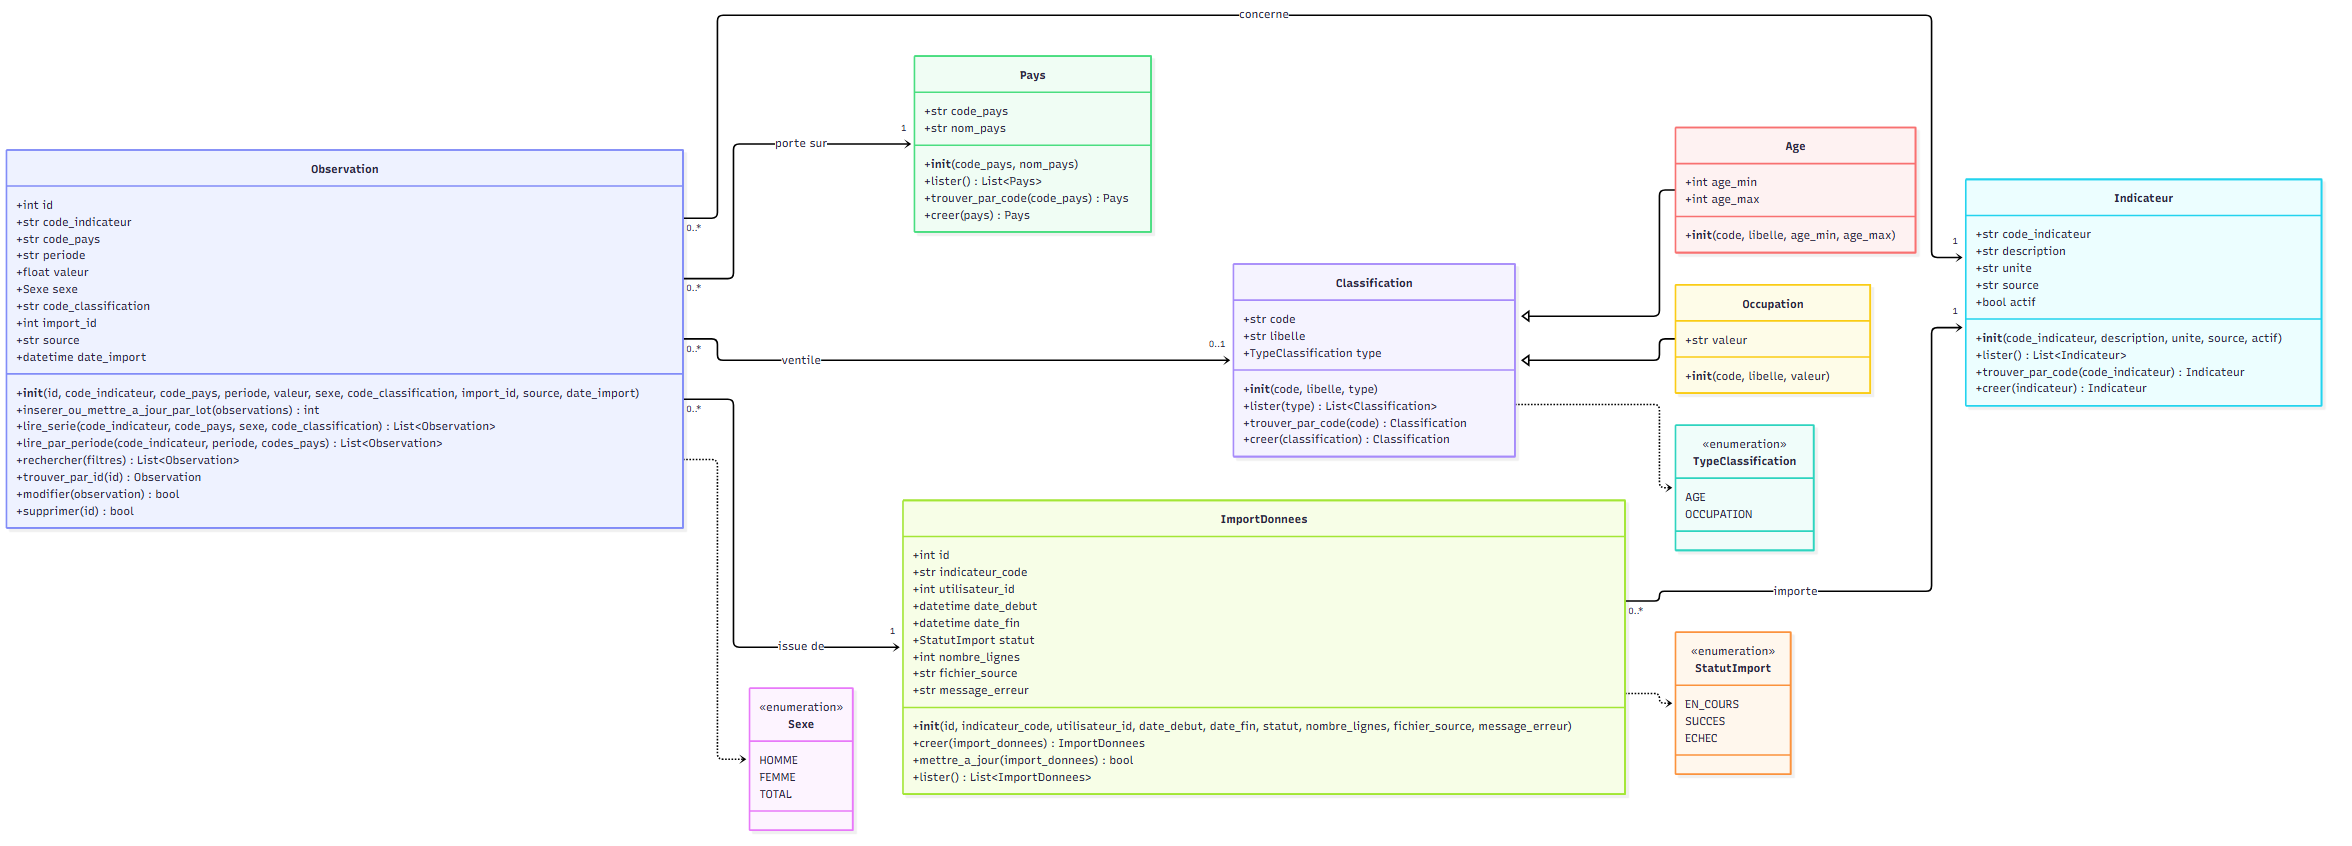 concerne
Pays
+str code_pays
+str nom_pays
+init(code_pays, nom_pays)
+lister() : List<Pays>
+trouver_par_code(code_pays) : Pays
+creer(pays) : Pays
porte sur
1
Observation
+int id
+str code_indicateur
+str code_pays
+str periode
+float valeur
+Sexe sexe
+str code_classification
+int import_id
+str source
+datetime date_import
+init(id, code_indicateur, code_pays, periode, valeur, sexe, code_classification, import_id, source, date_import)
+inserer_ou_mettre_a_jour_par_lot(observations) : int
+lire_serie(code_indicateur, code_pays, sexe, code_classification) : List<Observation>
+lire_par_periode(code_indicateur, periode, codes_pays) : List<Observation>
+rechercher(filtres) : List<Observation>
+trouver_par_id(id) : Observation
+modifier(observation) : bool
+supprimer(id) : bool
0..*
0..*
0..*
0..*
ventile
0..1
Classification
+str code
+str libelle
+TypeClassification type
+init(code, libelle, type)
+lister(type) : List<Classification>
+trouver_par_code(code) : Classification
+creer(classification) : Classification
Age
+int age_min
+int age_max
+init(code, libelle, age_min, age_max)
Occupation
+str valeur
+init(code, libelle, valeur)
«enumeration»
TypeClassification
AGE
OCCUPATION
Indicateur
+str code_indicateur
+str description
+str unite
+str source
+bool actif
+init(code_indicateur, description, unite, source, actif)
+lister() : List<Indicateur>
+trouver_par_code(code_indicateur) : Indicateur
+creer(indicateur) : Indicateur
1
1
issue de
1
ImportDonnees
+int id
+str indicateur_code
+int utilisateur_id
+datetime date_debut
+datetime date_fin
+StatutImport statut
+int nombre_lignes
+str fichier_source
+str message_erreur
+init(id, indicateur_code, utilisateur_id, date_debut, date_fin, statut, nombre_lignes, fichier_source, message_erreur)
+creer(import_donnees) : ImportDonnees
+mettre_a_jour(import_donnees) : bool
+lister() : List<ImportDonnees>
0..*
importe
«enumeration»
StatutImport
EN_COURS
SUCCES
ECHEC
«enumeration»
Sexe
HOMME
FEMME
TOTAL